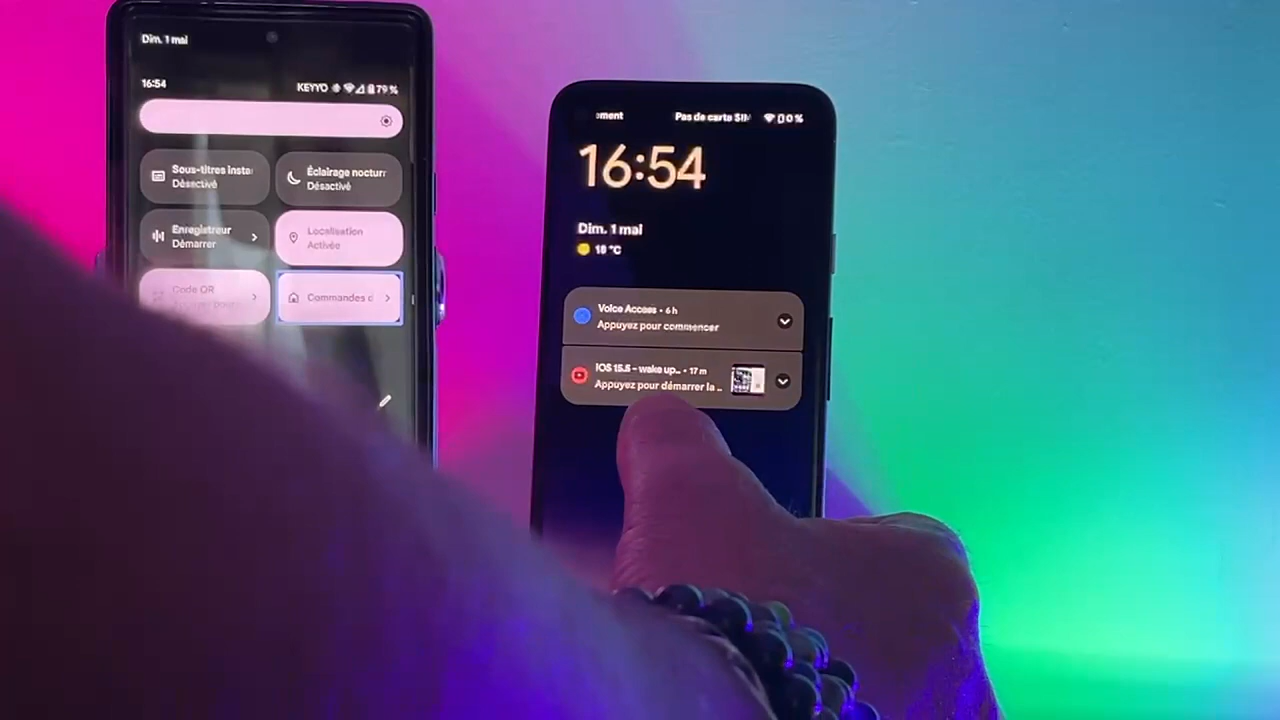 Dim. 1 mai
16:54
KEYYO 79 %
Sous-titres insta
Désactivé
Éclairage noctur
Désactivé
Enregistreur
Démarrer
Localisation
Activée
Code QR
Commandes d
ment
Pas de carte SIM
0 %
16:54
Dim. 1 mai
18 °C
Voice Access • 6 h
Appuyez pour commencer
iOS 15.5 - wake up.. • 17 m
Appuyez pour démarrer la ..